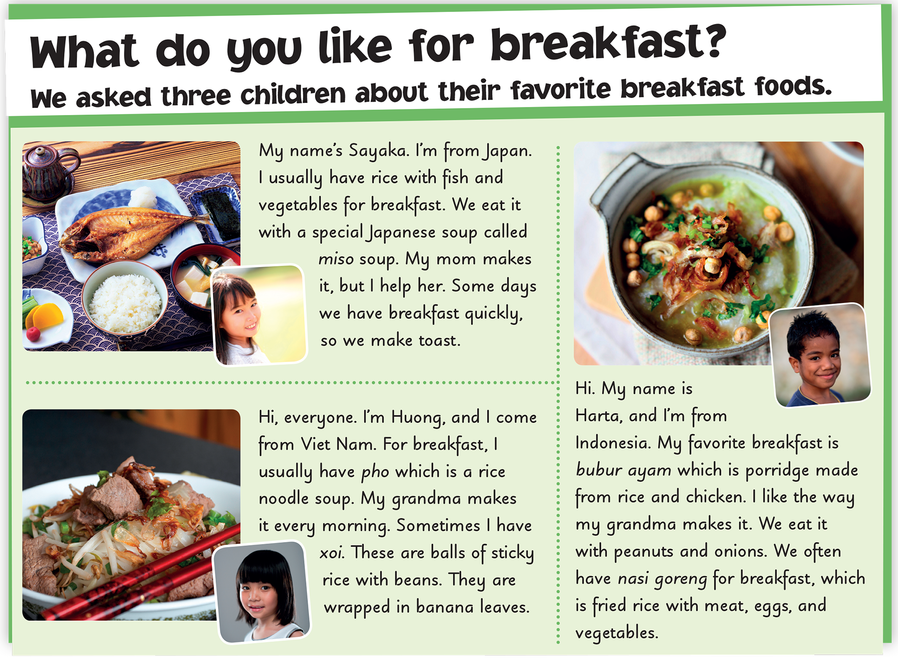 What do you like for breakfast?
We asked three children about their favorite breakfast foods.
My name's Sayaka. I'm from Japan.
I usually have rice with fish and
vegetables for breakfast. We eat it
with a special Japanese soup called
miso soup. My mom makes
it, but I help her. Some days
we have breakfast quickly,
so we make toast.
Hi, everyone. I'm Huong, and I come
from Viet Nam. For breakfast, I
usually have pho which is a rice
noodle soup. My grandma makes
it every morning. Sometimes I have
xoi. These are balls of sticky
rice with beans. They are
wrapped in banana leaves.
Hi. My name is
Harta, and I'm from
Indonesia. My favorite breakfast is
bubur ayam which is porridge made
from rice and chicken. I like the way
my grandma makes it. We eat it
with peanuts and onions. We often
have nasi goreng for breakfast, which
is fried rice with meat, eggs, and
vegetables.